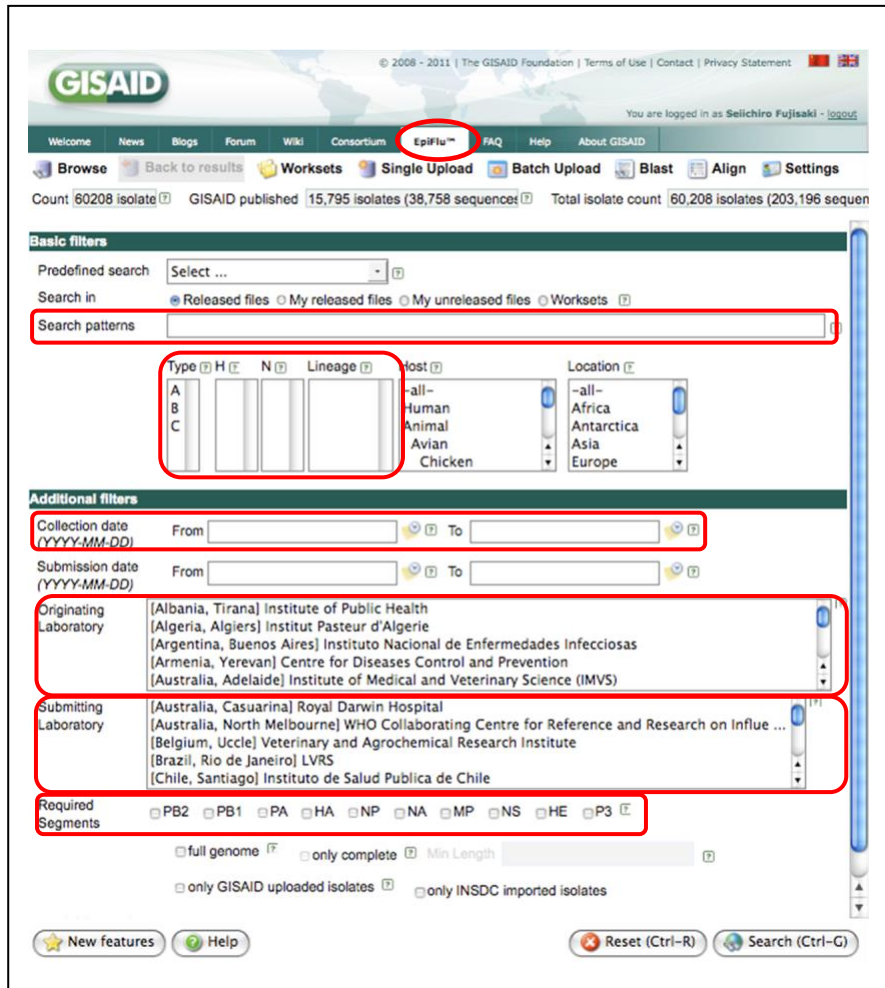 © 2008 - 2011 | The GISAID Foundation | Terms of Use | Contact | Privacy Statement
GISAID
You are logged in as Seiichiro Fujisaki - logout
Welcome News Blogs Forum Wiki Consortium EpiFlu™ FAQ Help About GISAID
Browse Back to results Worksets Single Upload Batch Upload Blast Align Settings
Count 60208 isolate ? GISAID published 15,795 isolates (38,758 sequences ? Total isolate count 60,208 isolates (203,196 sequen
Basic filters
Predefined search Select ... ?
Search in Released files My released files My unreleased files Worksets ?
Search patterns
Type ? H ? N ? Lineage ? Host ? Location ?
A -all- -all-
B Human Africa
C Animal Antarctica
Avian Asia
Chicken Europe
Additional filters
Collection date From ? To ?
(YYYY-MM-DD)
Submission date From ? To ?
(YYYY-MM-DD)
Originating Laboratory [Albania, Tirana] Institute of Public Health
[Algeria, Algiers] Institut Pasteur d'Algerie
[Argentina, Buenos Aires] Instituto Nacional de Enfermedades Infecciosas
[Armenia, Yerevan] Centre for Diseases Control and Prevention
[Australia, Adelaide] Institute of Medical and Veterinary Science (IMVS)
Submitting Laboratory [Australia, Casuarina] Royal Darwin Hospital
[Australia, North Melbourne] WHO Collaborating Centre for Reference and Research on Influe ...
[Belgium, Uccle] Veterinary and Agrochemical Research Institute
[Brazil, Rio de Janeiro] LVRS
[Chile, Santiago] Instituto de Salud Publica de Chile
Required Segments PB2 PB1 PA HA NP NA MP NS HE P3 ?
full genome ? only complete ? Min Length ?
only GISAID uploaded isolates ? only INSDC imported isolates
New features ? Help Reset (Ctrl-R) Search (Ctrl-G)